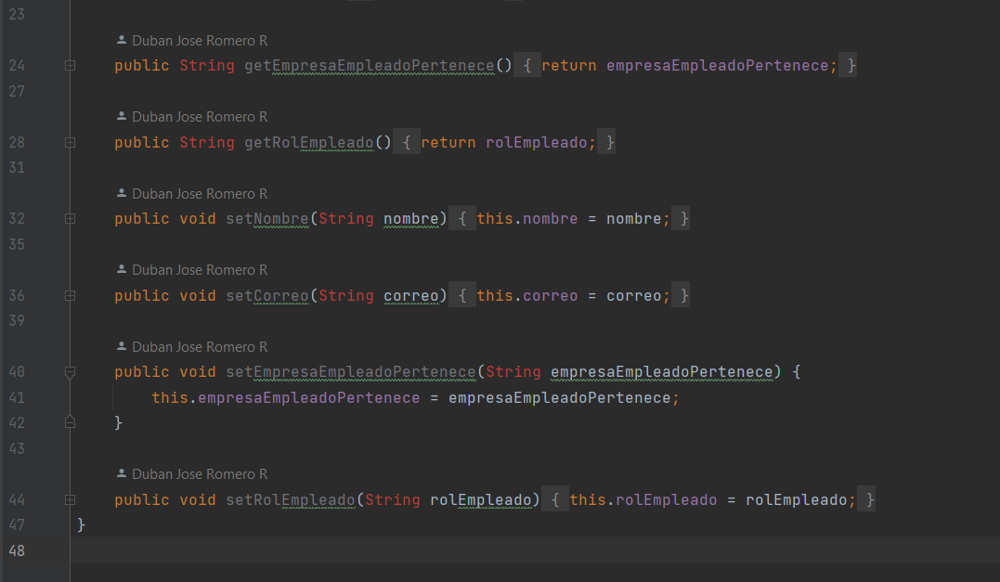 23
Duban Jose Romero R
24 public String getEmpresaEmpleadoPertenece() { return empresaEmpleadoPertenece; }
27
Duban Jose Romero R
28 public String getRolEmpleado() { return rolEmpleado; }
31
Duban Jose Romero R
32 public void setNombre(String nombre) { this.nombre = nombre; }
35
Duban Jose Romero R
36 public void setCorreo(String correo) { this.correo = correo; }
39
Duban Jose Romero R
40 public void setEmpresaEmpleadoPertenece(String empresaEmpleadoPertenece) {
41 this.empresaEmpleadoPertenece = empresaEmpleadoPertenece;
42 }
43
Duban Jose Romero R
44 public void setRolEmpleado(String rolEmpleado) { this.rolEmpleado = rolEmpleado; }
47 }
48